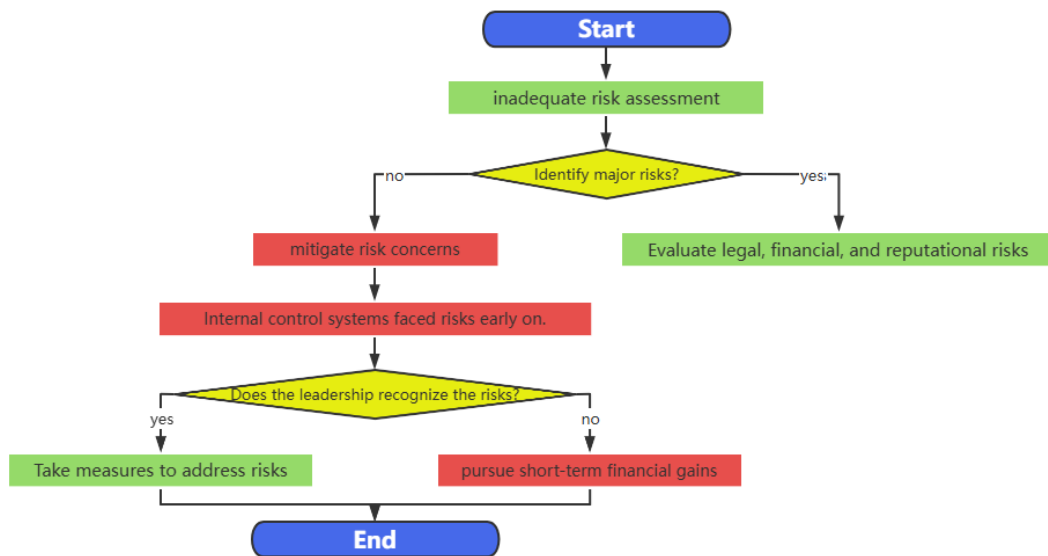 Start
inadequate risk assessment
Identify major risks?
no
yes
mitigate risk concerns
Evaluate legal, financial, and reputational risks
Internal control systems faced risks early on.
Does the leadership recognize the risks?
yes
no
Take measures to address risks
pursue short-term financial gains
End